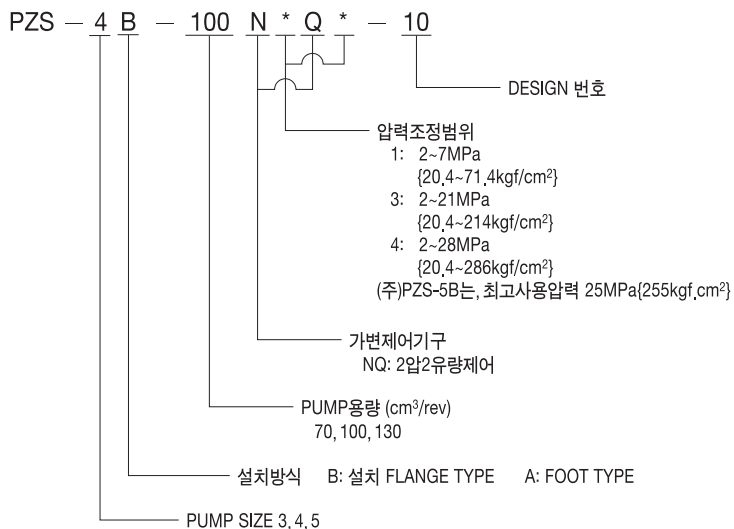 PZS - 4 B - 100 N * Q * - 10
DESIGN 번호
압력조정범위
1: 2~7MPa
{20.4~71.4kgf/cm²}
3: 2~21MPa
{20.4~214kgf/cm²}
4: 2~28MPa
{20.4~286kgf/cm²}
(주)PZS-5B는, 최고사용압력 25MPa{255kgf.cm²}
가변제어기구
NQ: 2압2유량제어
PUMP용량 (cm³/rev)
70, 100, 130
설치방식 B: 설치 FLANGE TYPE A: FOOT TYPE
PUMP SIZE 3, 4, 5